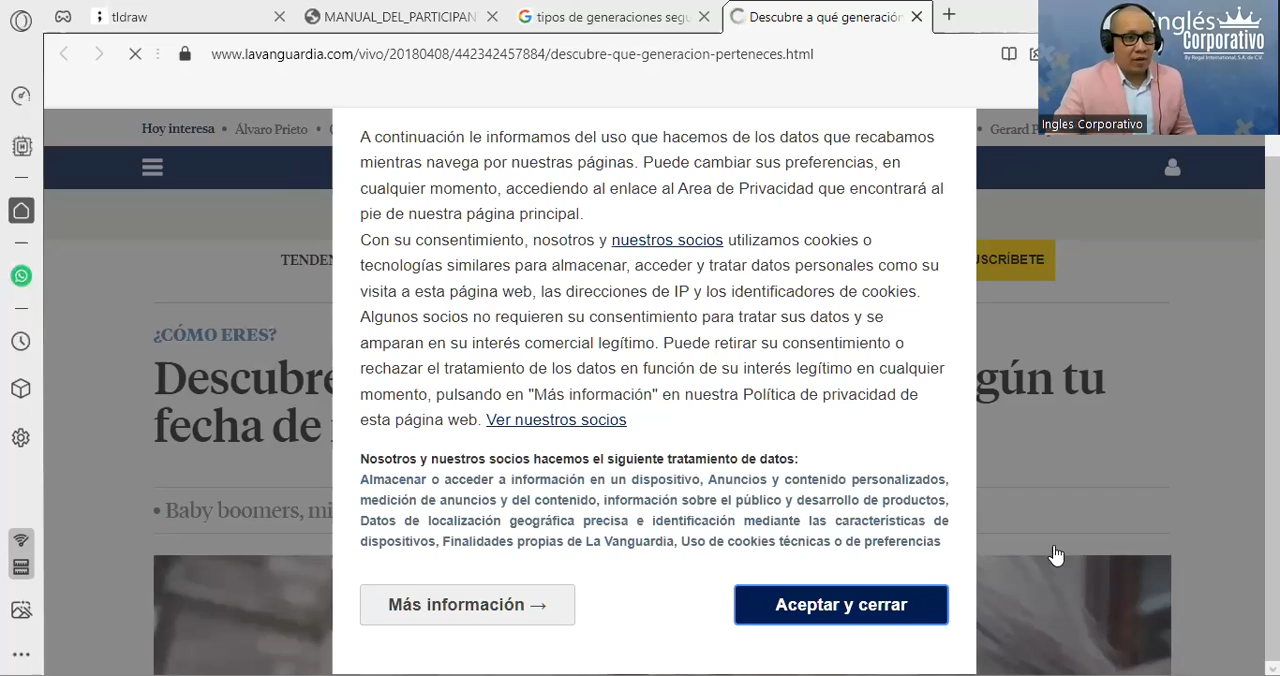 tldraw
MANUAL_DEL_PARTICIPAN
tipos de generaciones segu
Descubre a qué generación
www.lavanguardia.com/vivo/20180
/442342457884/descubre-que-generacion-perteneces.html
Inglés
Corporativo
By Regal International, S.A. de C.V.
Ingles Corporativo
Hoy interesa • Álvaro Prieto •
Gerard P
A continuación le informamos del uso que hacemos de los datos que recabamos
mientras navega por nuestras páginas. Puede cambiar sus preferencias, en
cualquier momento, accediendo al enlace al Area de Privacidad que encontrará al
pie de nuestra página principal.
Con su consentimiento, nosotros y nuestros socios utilizamos cookies o
tecnologías similares para almacenar, acceder y tratar datos personales como su
visita a esta página web, las direcciones de IP y los identificadores de cookies.
Algunos socios no requieren su consentimiento para tratar sus datos y se
amparan en su interés comercial legítimo. Puede retirar su consentimiento o
rechazar el tratamiento de los datos en función de su interés legítimo en cualquier
momento, pulsando en "Más información" en nuestra Política de privacidad de
esta página web. Ver nuestros socios
TENDEN
SCRÍBETE
¿CÓMO ERES?
Descubre
gún tu
fecha de
• Baby boomers, mi
Nosotros y nuestros socios hacemos el siguiente tratamiento de datos:
Almacenar o acceder a información en un dispositivo, Anuncios y contenido personalizados,
medición de anuncios y del contenido, información sobre el público y desarrollo de productos,
Datos de localización geográfica precisa e identificación mediante las características de
dispositivos, Finalidades propias de La Vanguardia, Uso de cookies técnicas o de preferencias
Más información →
Aceptar y cerrar